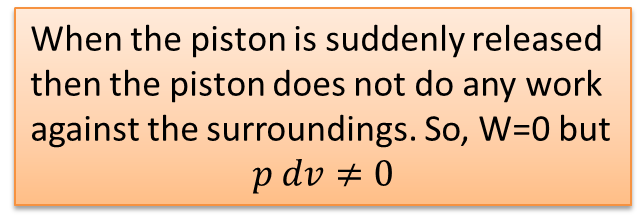 When the piston is suddenly released
then the piston does not do any work
against the surroundings. So, W=0 but
p dv ≠ 0